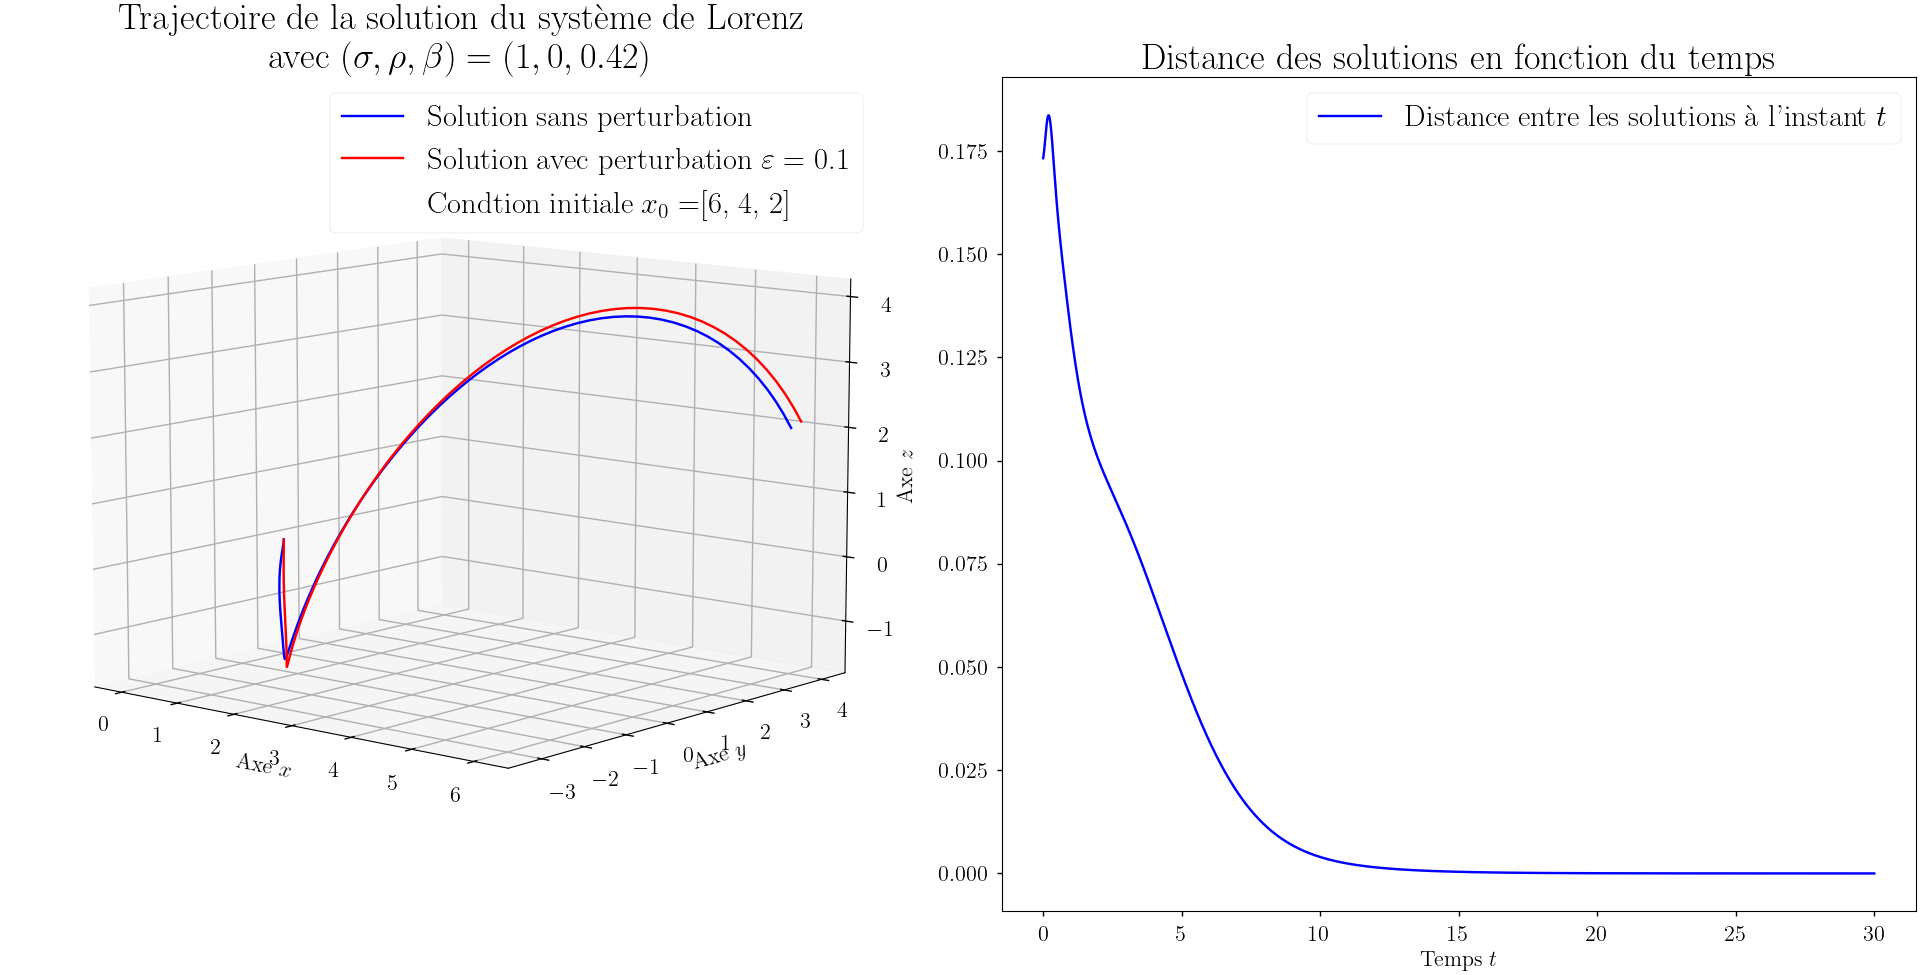 Trajectoire de la solution du système de Lorenz
avec (σ, ρ, β) = (1, 0, 0.42)
Solution sans perturbation
Solution avec perturbation ε = 0.1
Condtion initiale x₀ =[6, 4, 2]
4
3
2
1
0
−1
Axe z
0
1
2
3
4
5
6
Axe x
−3
−2
−1
0
1
2
3
4
Axe y
Distance des solutions en fonction du temps
Distance entre les solutions à l'instant t
0.175
0.150
0.125
0.100
0.075
0.050
0.025
0.000
0 5 10 15 20 25 30
Temps t